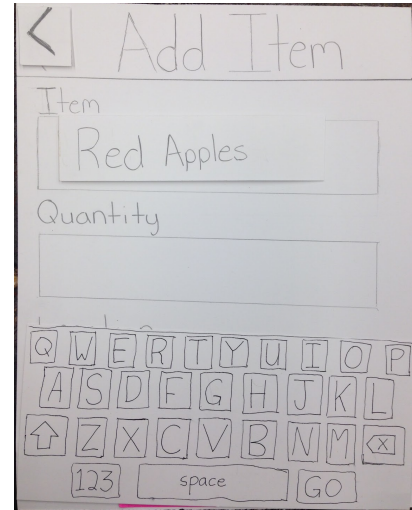 Add Item
Item
Red Apples
Quantity
Q W E R T Y U I O P
A S D F G H J K L
Z X C V B N M
123 space GO